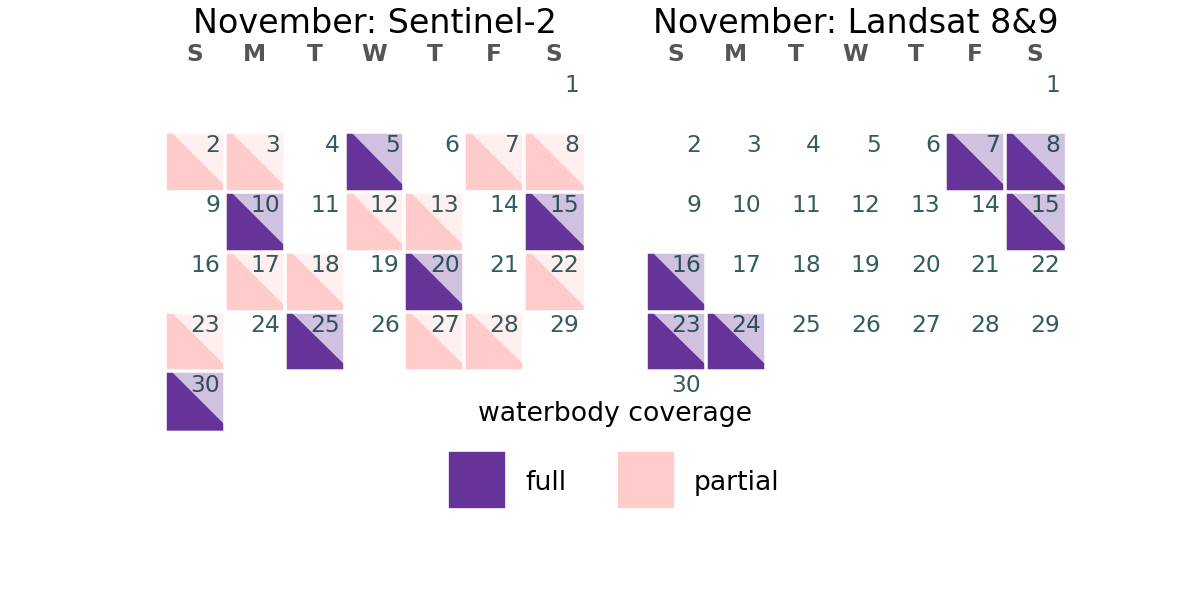 November: Sentinel-2
S M T W T F S
1
2 3 4 5 6 7 8
9 10 11 12 13 14 15
16 17 18 19 20 21 22
23 24 25 26 27 28 29
30
November: Landsat 8&9
S M T W T F S
1
2 3 4 5 6 7 8
9 10 11 12 13 14 15
16 17 18 19 20 21 22
23 24 25 26 27 28 29
30
waterbody coverage
full partial